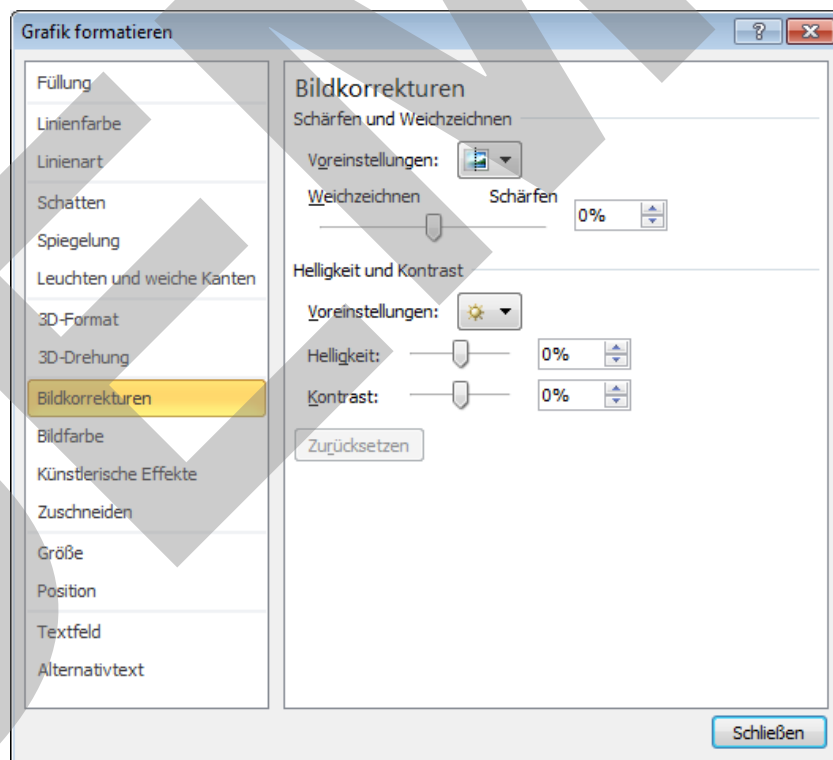 Grafik formatieren
Füllung
Linienfarbe
Linienart
Schatten
Spiegelung
Leuchten und weiche Kanten
3D-Format
3D-Drehung
Bildkorrekturen
Bildfarbe
Künstlerische Effekte
Zuschneiden
Größe
Position
Textfeld
Alternativtext
Bildkorrekturen
Schärfen und Weichzeichnen
Voreinstellungen:
Weichzeichnen Schärfen
0%
Helligkeit und Kontrast
Voreinstellungen:
Helligkeit: 0%
Kontrast: 0%
Zurücksetzen
Schließen